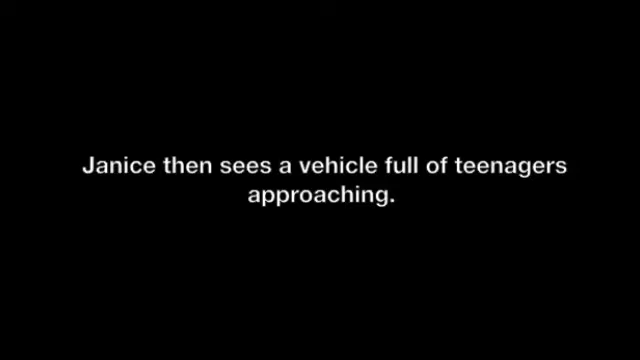 Janice then sees a vehicle full of teenagers
approaching.